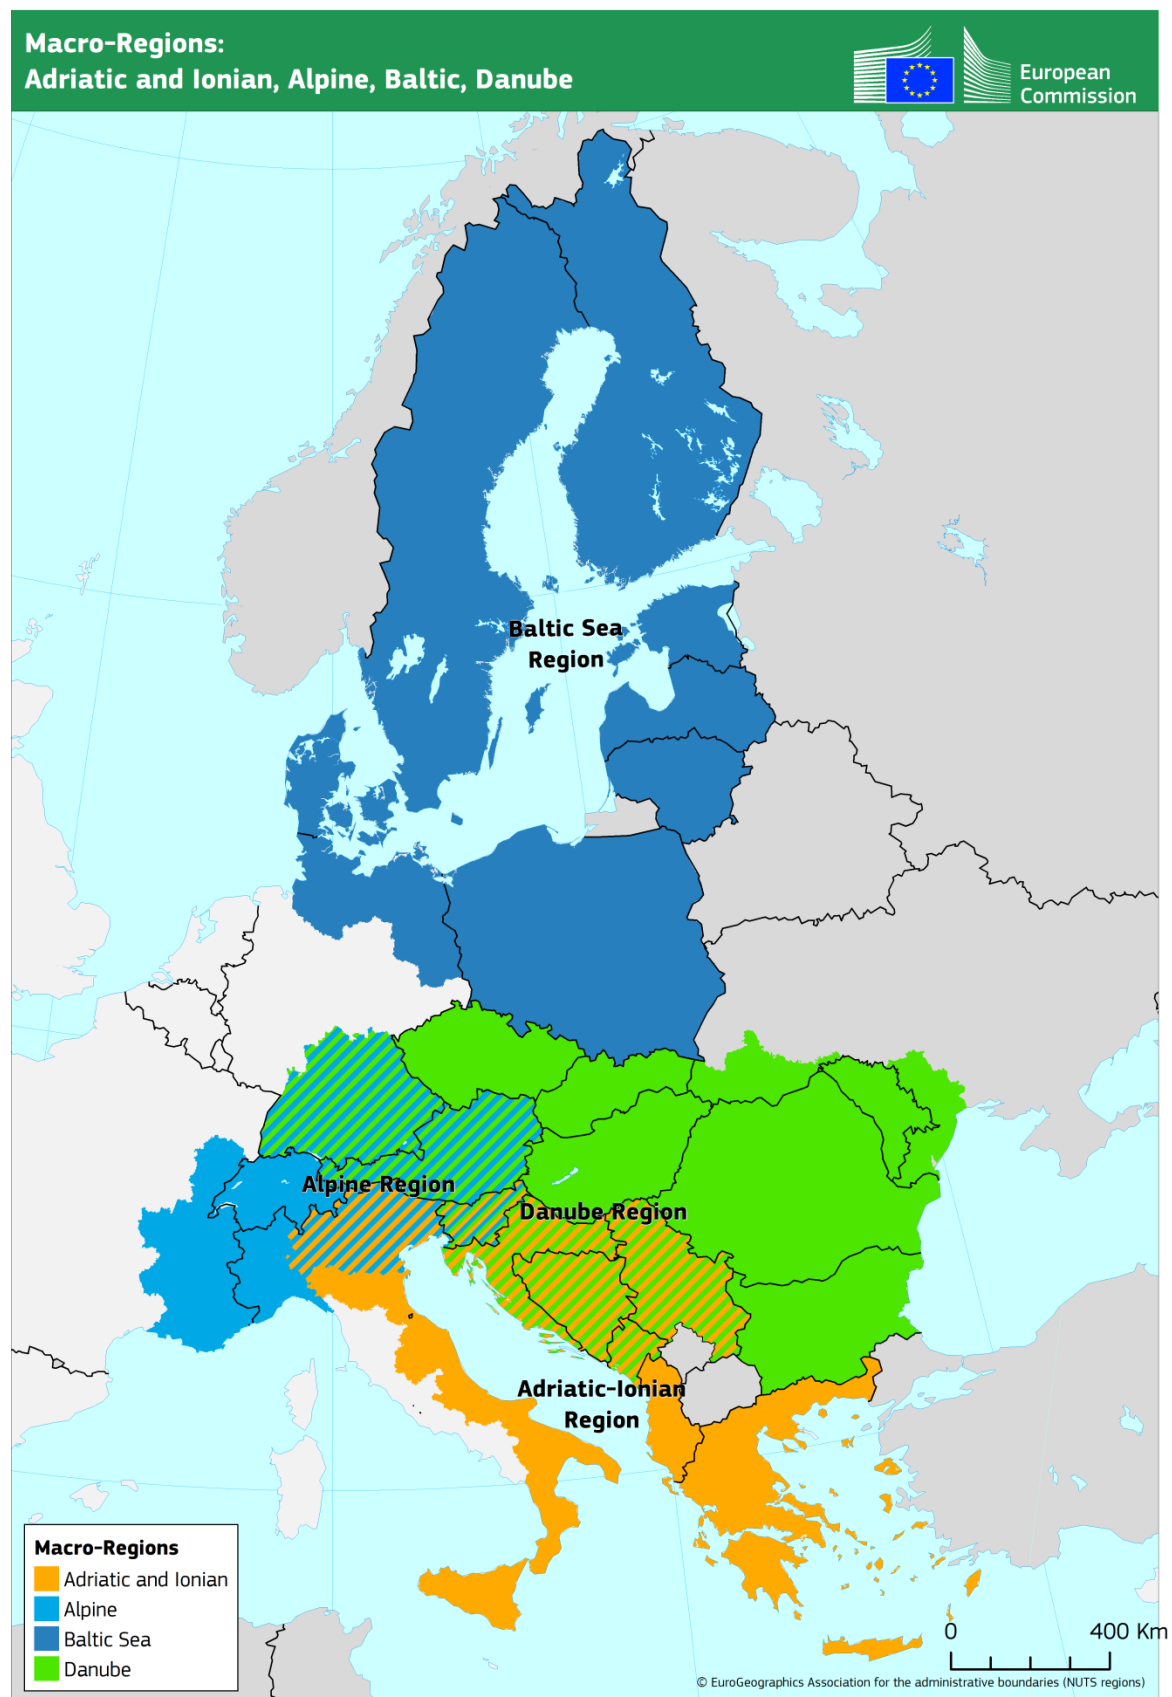 Macro-Regions:
Adriatic and Ionian, Alpine, Baltic, Danube
European
Commission
Baltic Sea
Region
Alpine Region
Danube Region
Adriatic-Ionian
Region
Macro-Regions
Adriatic and Ionian
Alpine
Baltic Sea
Danube
0 400 Km
© EuroGeographics Association for the administrative boundaries (NUTS regions)